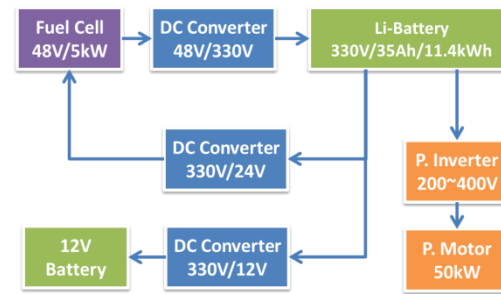 Fuel Cell
48V/5kW
DC Converter
48V/330V
Li-Battery
330V/35Ah/11.4kWh
DC Converter
330V/24V
P. Inverter
200~400V
12V
Battery
DC Converter
330V/12V
P. Motor
50kW